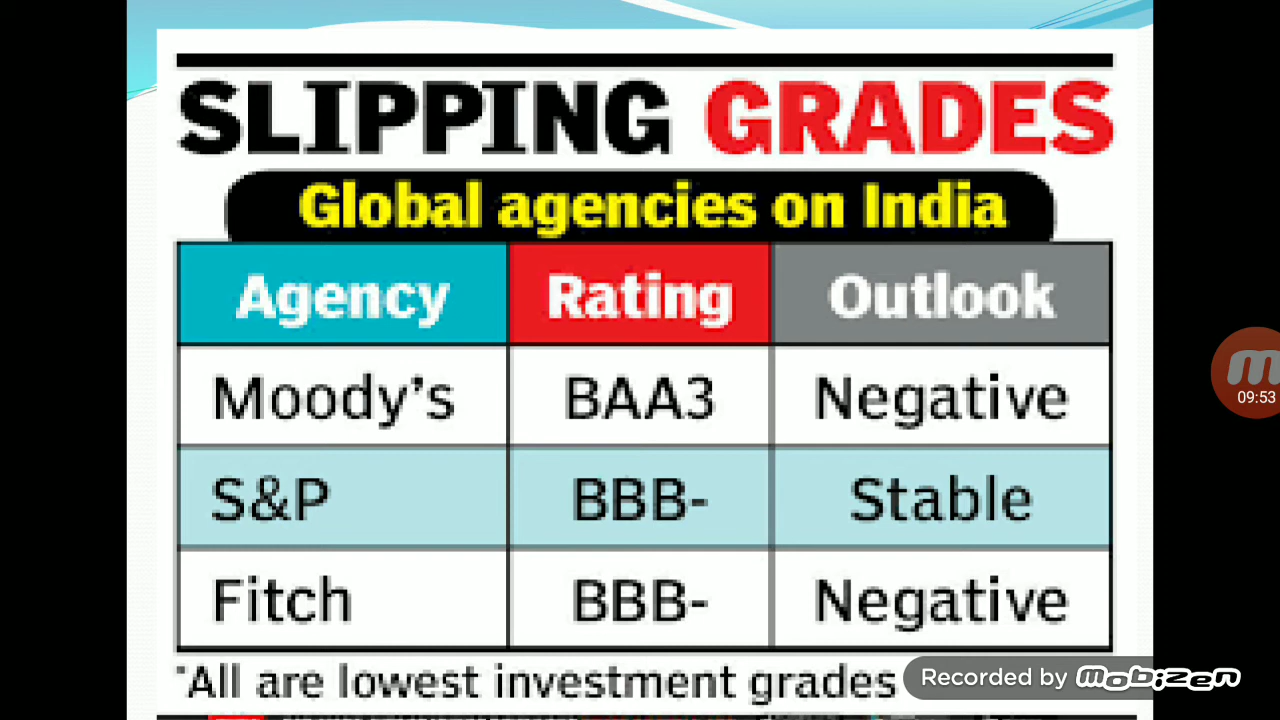 SLIPPING GRADES
Global agencies on India
Agency Rating Outlook
Moody's BAA3 Negative
S&P BBB- Stable
Fitch BBB- Negative
*All are lowest investment grades
09:53
Recorded by mobizen